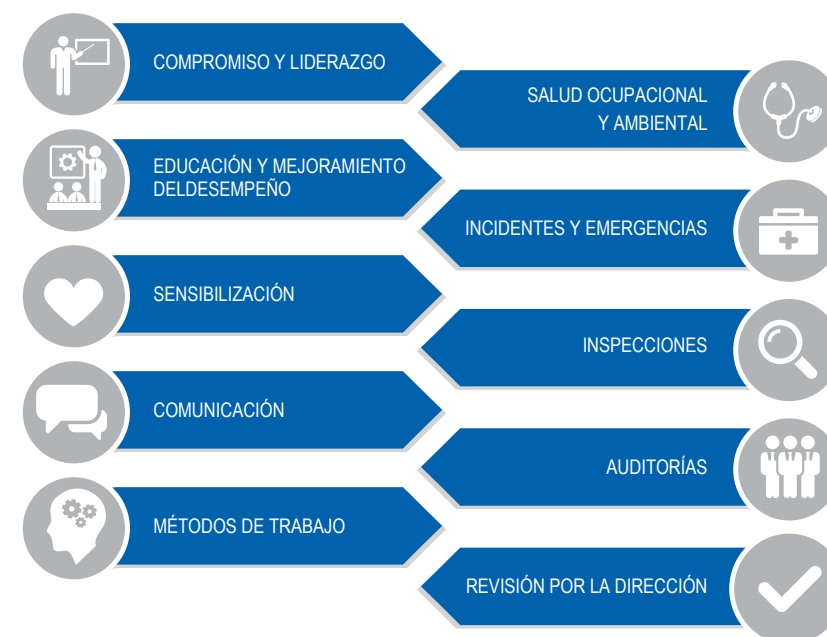 COMPROMISO Y LIDERAZGO
EDUCACIÓN Y MEJORAMIENTO
DELDESEMPEÑO
SENSIBILIZACIÓN
COMUNICACIÓN
MÉTODOS DE TRABAJO
SALUD OCUPACIONAL
Y AMBIENTAL
INCIDENTES Y EMERGENCIAS
INSPECCIONES
AUDITORÍAS
REVISIÓN POR LA DIRECCIÓN